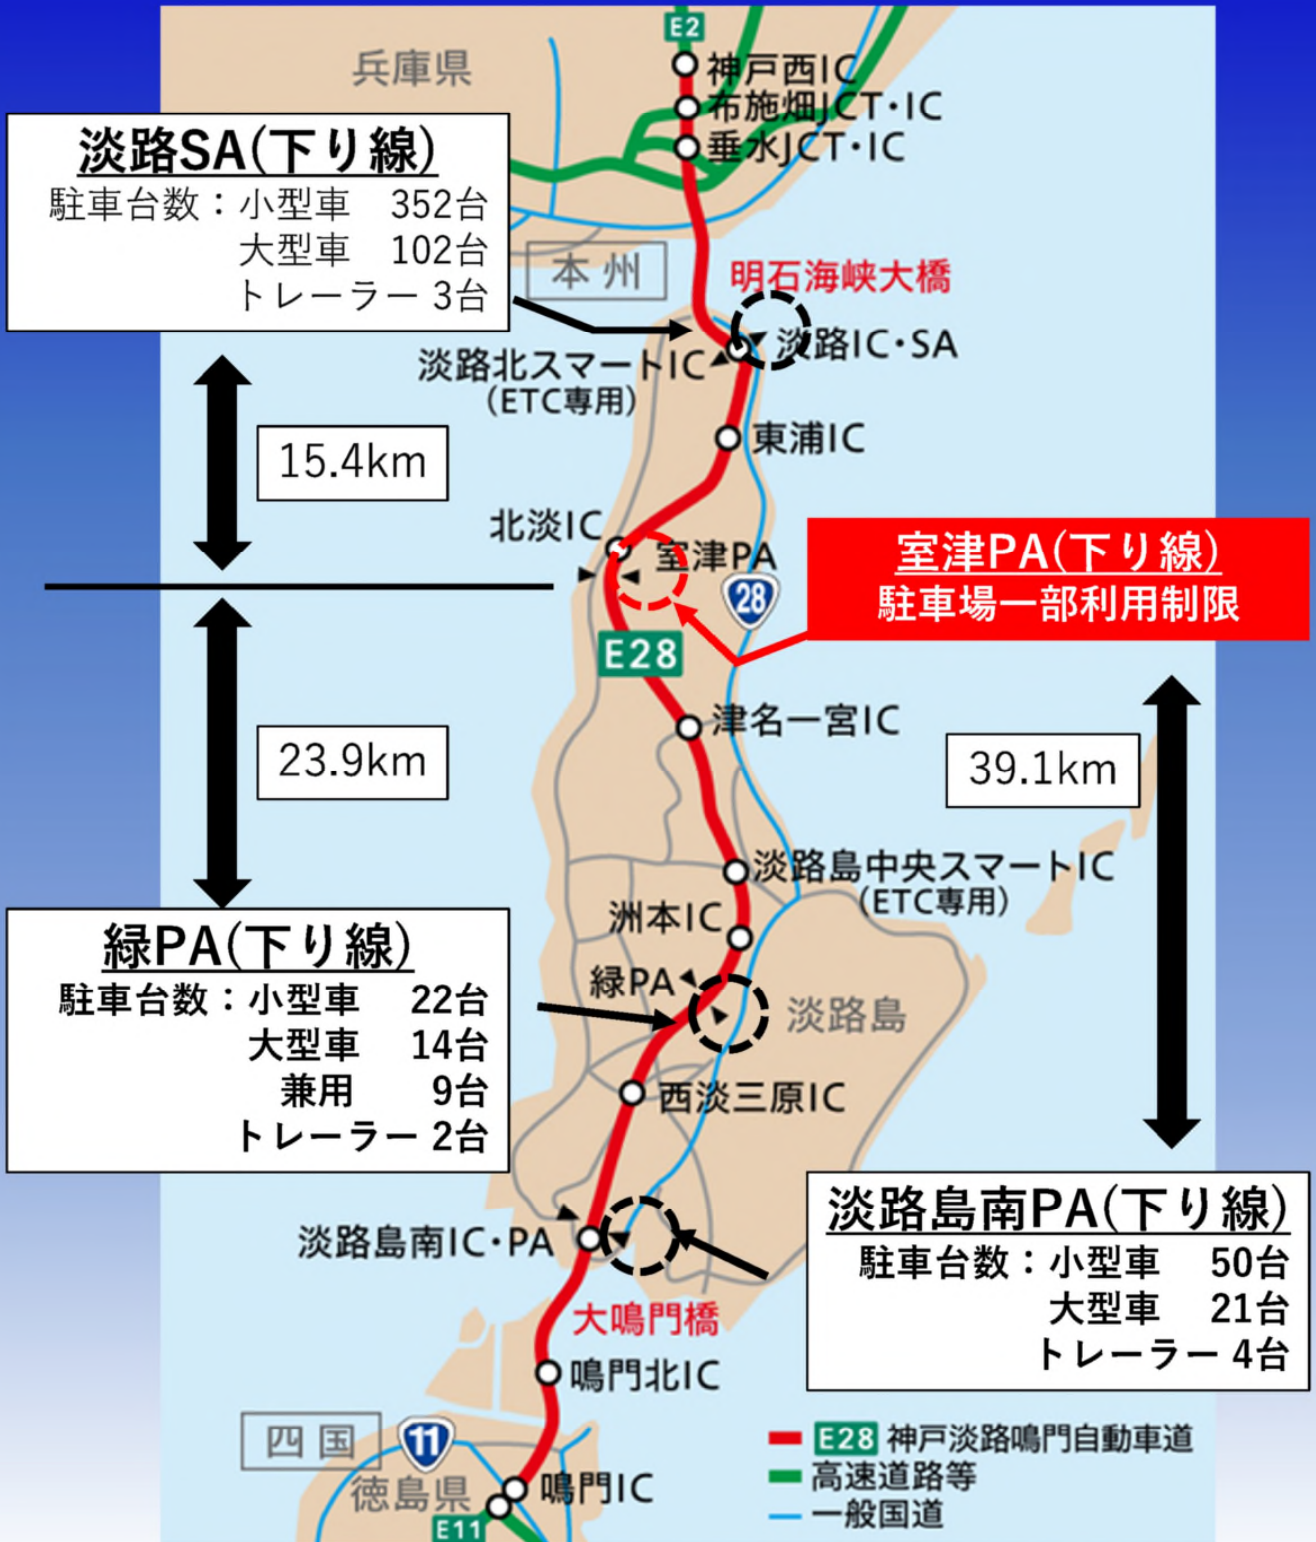 E2
兵庫県
神戸西IC
布施畑JCT・IC
垂水JCT・IC
淡路SA(下り線)
駐車台数：小型車 352台
大型車 102台
トレーラー 3台
本州
明石海峡大橋
淡路IC・SA
淡路北スマートIC
(ETC専用)
15.4km
東浦IC
北淡IC
室津PA
室津PA(下り線)
駐車場一部利用制限
28
E28
津名一宮IC
23.9km
39.1km
淡路島中央スマートIC
(ETC専用)
洲本IC
緑PA(下り線)
駐車台数：小型車 22台
大型車 14台
兼用 9台
トレーラー 2台
緑PA
淡路島
西淡三原IC
淡路島南PA(下り線)
駐車台数：小型車 50台
大型車 21台
トレーラー 4台
淡路島南IC・PA
大鳴門橋
鳴門北IC
四国
11
徳島県
鳴門IC
E11
E28 神戸淡路鳴門自動車道
高速道路等
一般国道